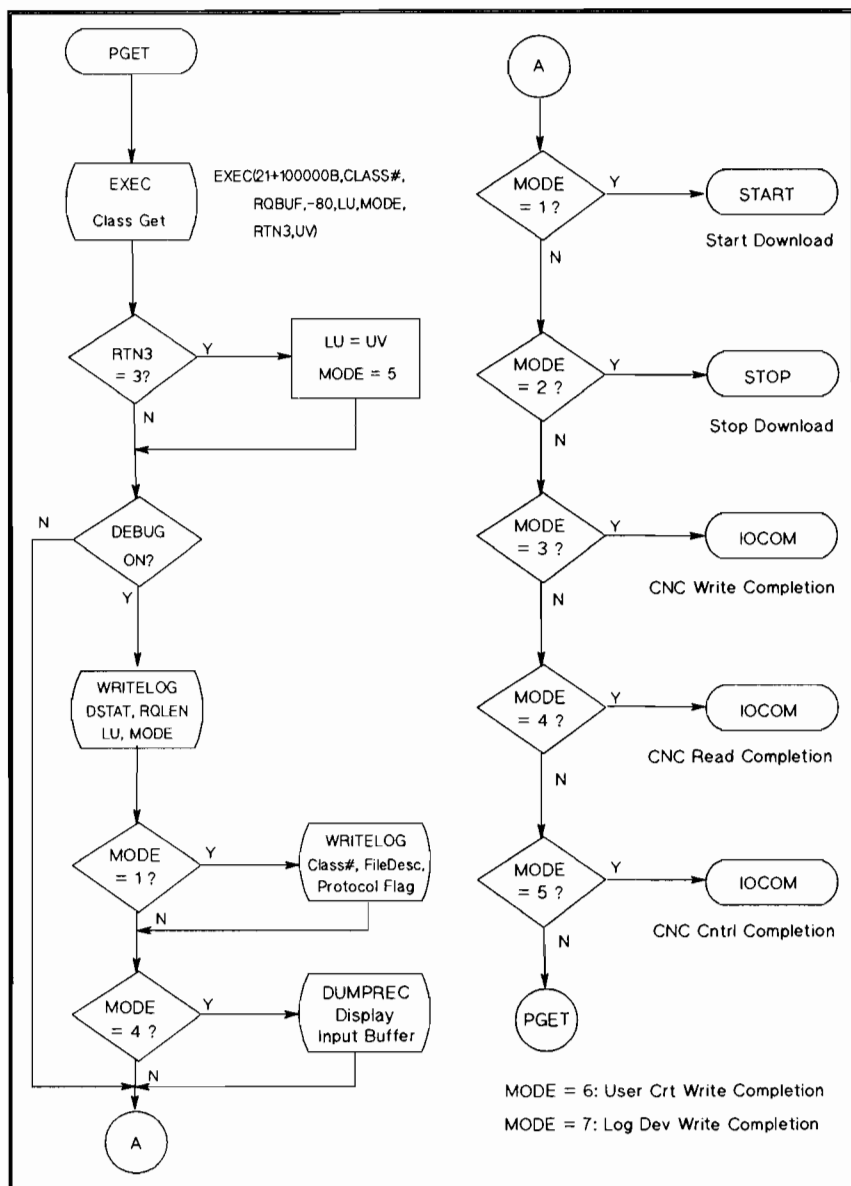 PGET
EXEC
Class Get
EXEC(21+100000B,CLASS#,
RQBUF,-80,LU,MODE,
RTN3,UV)
RTN3
= 3?
Y
N
LU = UV
MODE = 5
DEBUG
ON?
N
Y
WRITELOG
DSTAT, RQLEN
LU, MODE
MODE
= 1?
Y
N
WRITELOG
Class#, FileDesc,
Protocol Flag
MODE
= 4?
Y
N
DUMPREC
Display
Input Buffer
A
A
MODE
= 1?
Y
N
START
Start Download
MODE
= 2?
Y
N
STOP
Stop Download
MODE
= 3?
Y
N
IOCOM
CNC Write Completion
MODE
= 4?
Y
N
IOCOM
CNC Read Completion
MODE
= 5?
Y
N
IOCOM
CNC Cntrl Completion
PGET
MODE = 6: User Crt Write Completion
MODE = 7: Log Dev Write Completion